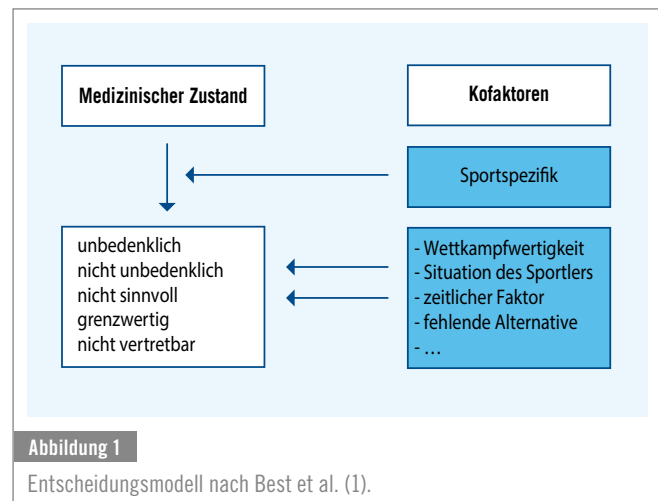 Medizinischer Zustand
Kofaktoren
Sportspezifik
unbedenklich
nicht unbedenklich
nicht sinnvoll
grenzwertig
nicht vertretbar
- Wettkampfwertigkeit
- Situation des Sportlers
- zeitlicher Faktor
- fehlende Alternative
- …
Abbildung 1
Entscheidungsmodell nach Best et al. (1).